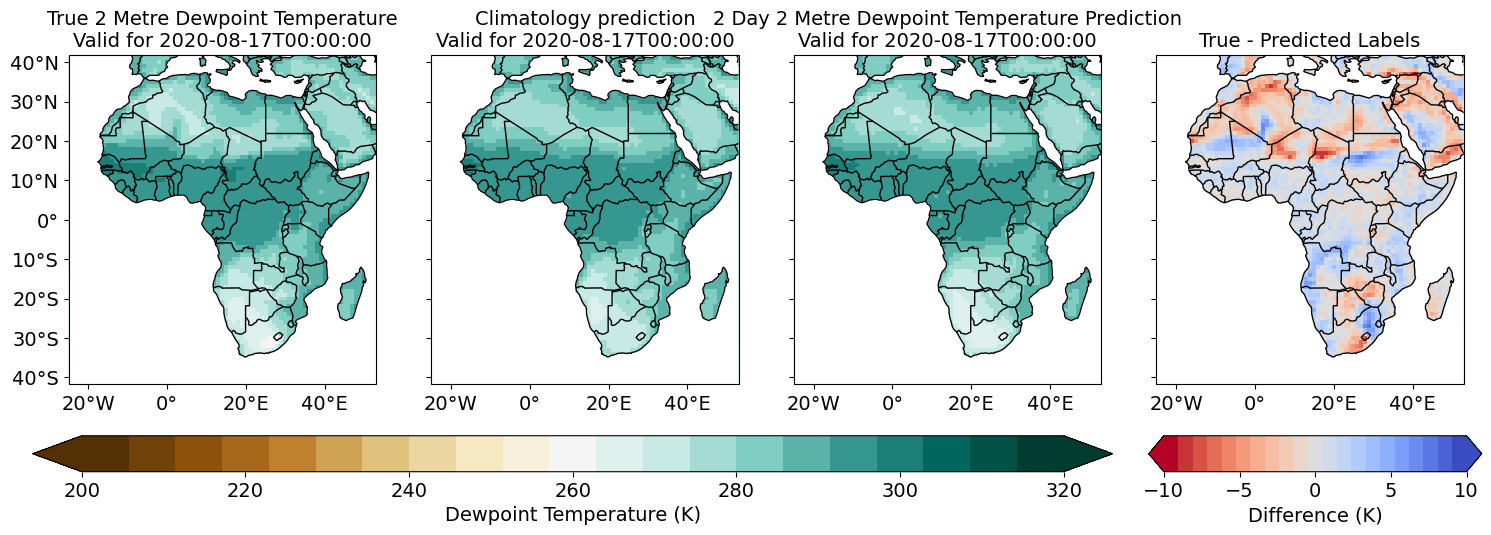 True 2 Metre Dewpoint Temperature
Valid for 2020-08-17T00:00:00
Climatology prediction
Valid for 2020-08-17T00:00:00
2 Day 2 Metre Dewpoint Temperature Prediction
Valid for 2020-08-17T00:00:00
True - Predicted Labels
40°N
30°N
20°N
10°N
0°
10°S
20°S
30°S
40°S
20°W 0° 20°E 40°E
20°W 0° 20°E 40°E
20°W 0° 20°E 40°E
20°W 0° 20°E 40°E
200 220 240 260 280 300 320
Dewpoint Temperature (K)
−10 −5 0 5 10
Difference (K)